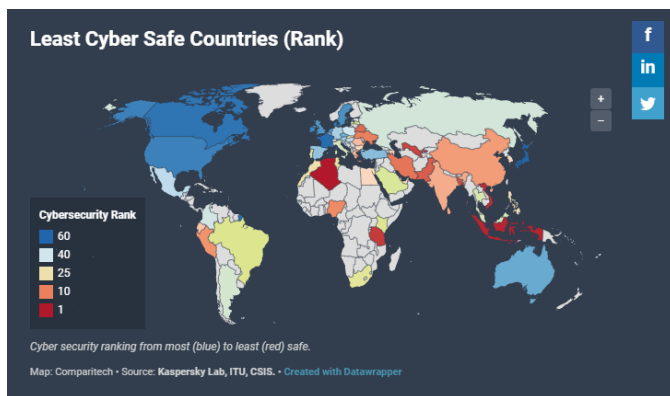 Least Cyber Safe Countries (Rank)
f
in
+
−
Cybersecurity Rank
60
40
25
10
1
Cyber security ranking from most (blue) to least (red) safe.
Map: Comparitech • Source: Kaspersky Lab, ITU, CSIS. • Created with Datawrapper